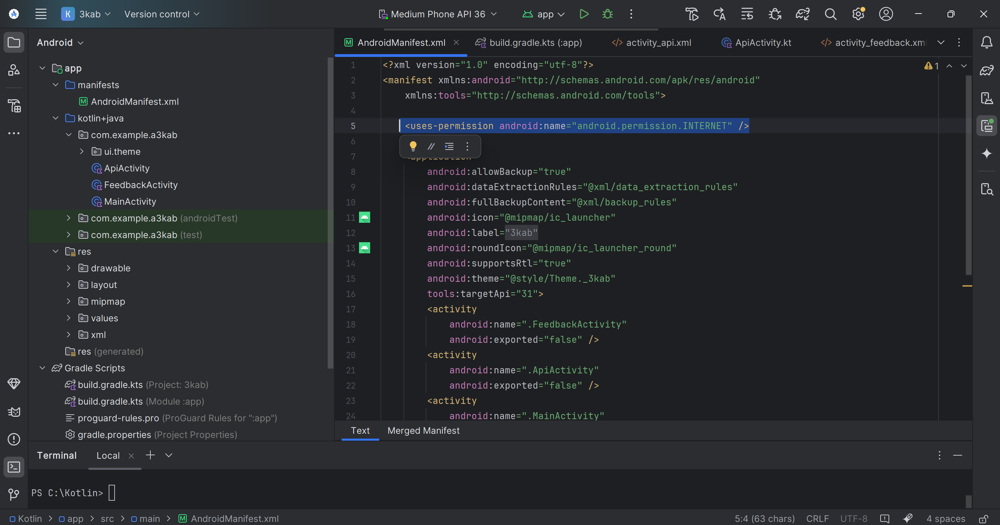 K 3kab Version control Medium Phone API 36 app
Android
app
manifests
AndroidManifest.xml
kotlin+java
com.example.a3kab
ui.theme
ApiActivity
FeedbackActivity
MainActivity
com.example.a3kab (androidTest)
com.example.a3kab (test)
res
drawable
layout
mipmap
values
xml
res (generated)
Gradle Scripts
build.gradle.kts (Project: 3kab)
build.gradle.kts (Module :app)
proguard-rules.pro (ProGuard Rules for ":app")
gradle.properties (Project Properties)
AndroidManifest.xml build.gradle.kts (:app) activity_api.xml ApiActivity.kt activity_feedback.xml
1
1 <?xml version="1.0" encoding="utf-8"?>
2 <manifest xmlns:android="http://schemas.android.com/apk/res/android"
3 xmlns:tools="http://schemas.android.com/tools">
4
5 <uses-permission android:name="android.permission.INTERNET" />
6
7 <application
8 android:allowBackup="true"
9 android:dataExtractionRules="@xml/data_extraction_rules"
10 android:fullBackupContent="@xml/backup_rules"
11 android:icon="@mipmap/ic_launcher"
12 android:label="3kab"
13 android:roundIcon="@mipmap/ic_launcher_round"
14 android:supportsRtl="true"
15 android:theme="@style/Theme._3kab"
16 tools:targetApi="31">
17 <activity
18 android:name=".FeedbackActivity"
19 android:exported="false" />
20 <activity
21 android:name=".ApiActivity"
22 android:exported="false" />
23 <activity
24 android:name=".MainActivity"
Text Merged Manifest
Terminal Local
PS C:\Kotlin>
Kotlin > app > src > main > AndroidManifest.xml 5:4 (63 chars) CRLF UTF-8 4 spaces